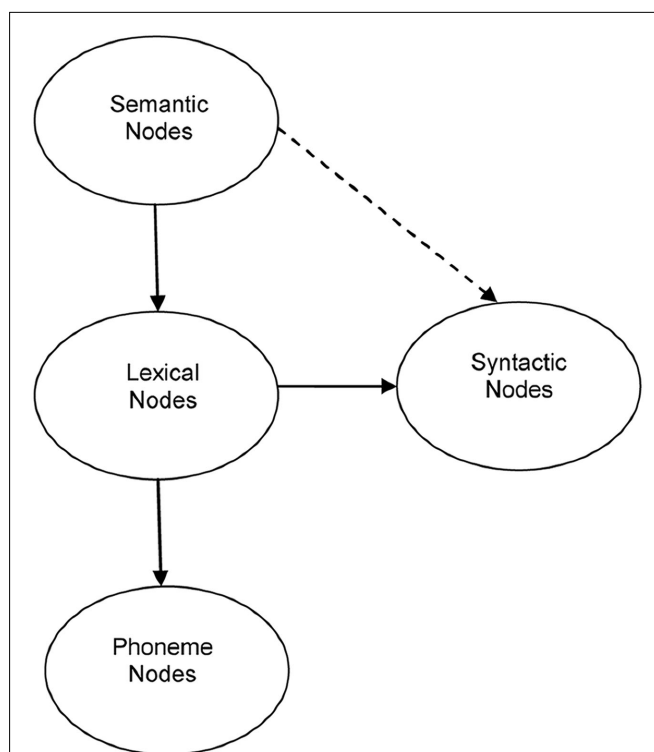 Semantic
Nodes
Lexical
Nodes
Syntactic
Nodes
Phoneme
Nodes